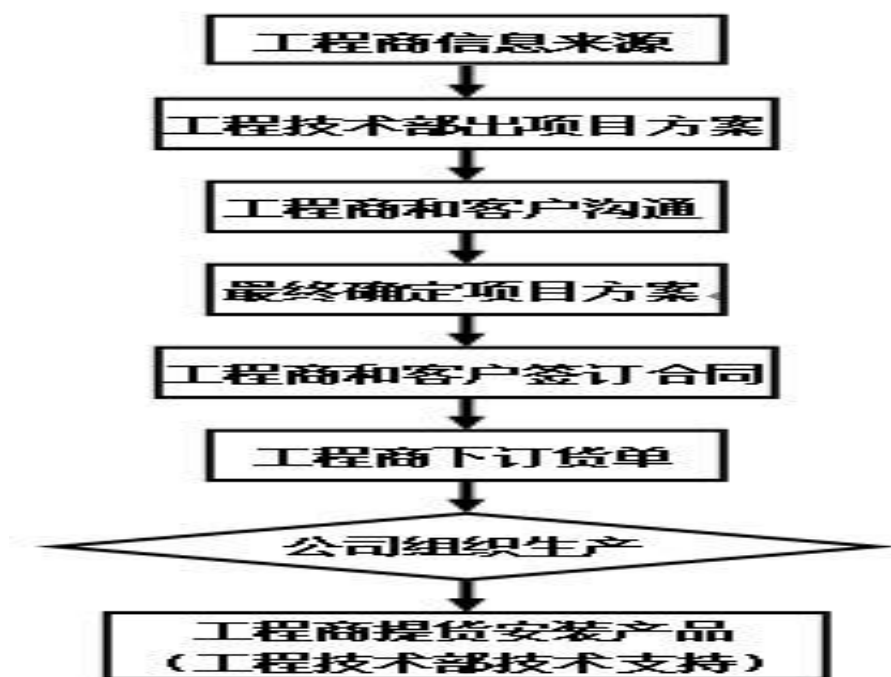 工程商信息来源
工程技术部出项目方案
工程商和客户沟通
最终确定项目方案
工程商和客户签订合同
工程商下订货单
公司组织生产
工程商提货安装产品
（工程技术部技术支持）